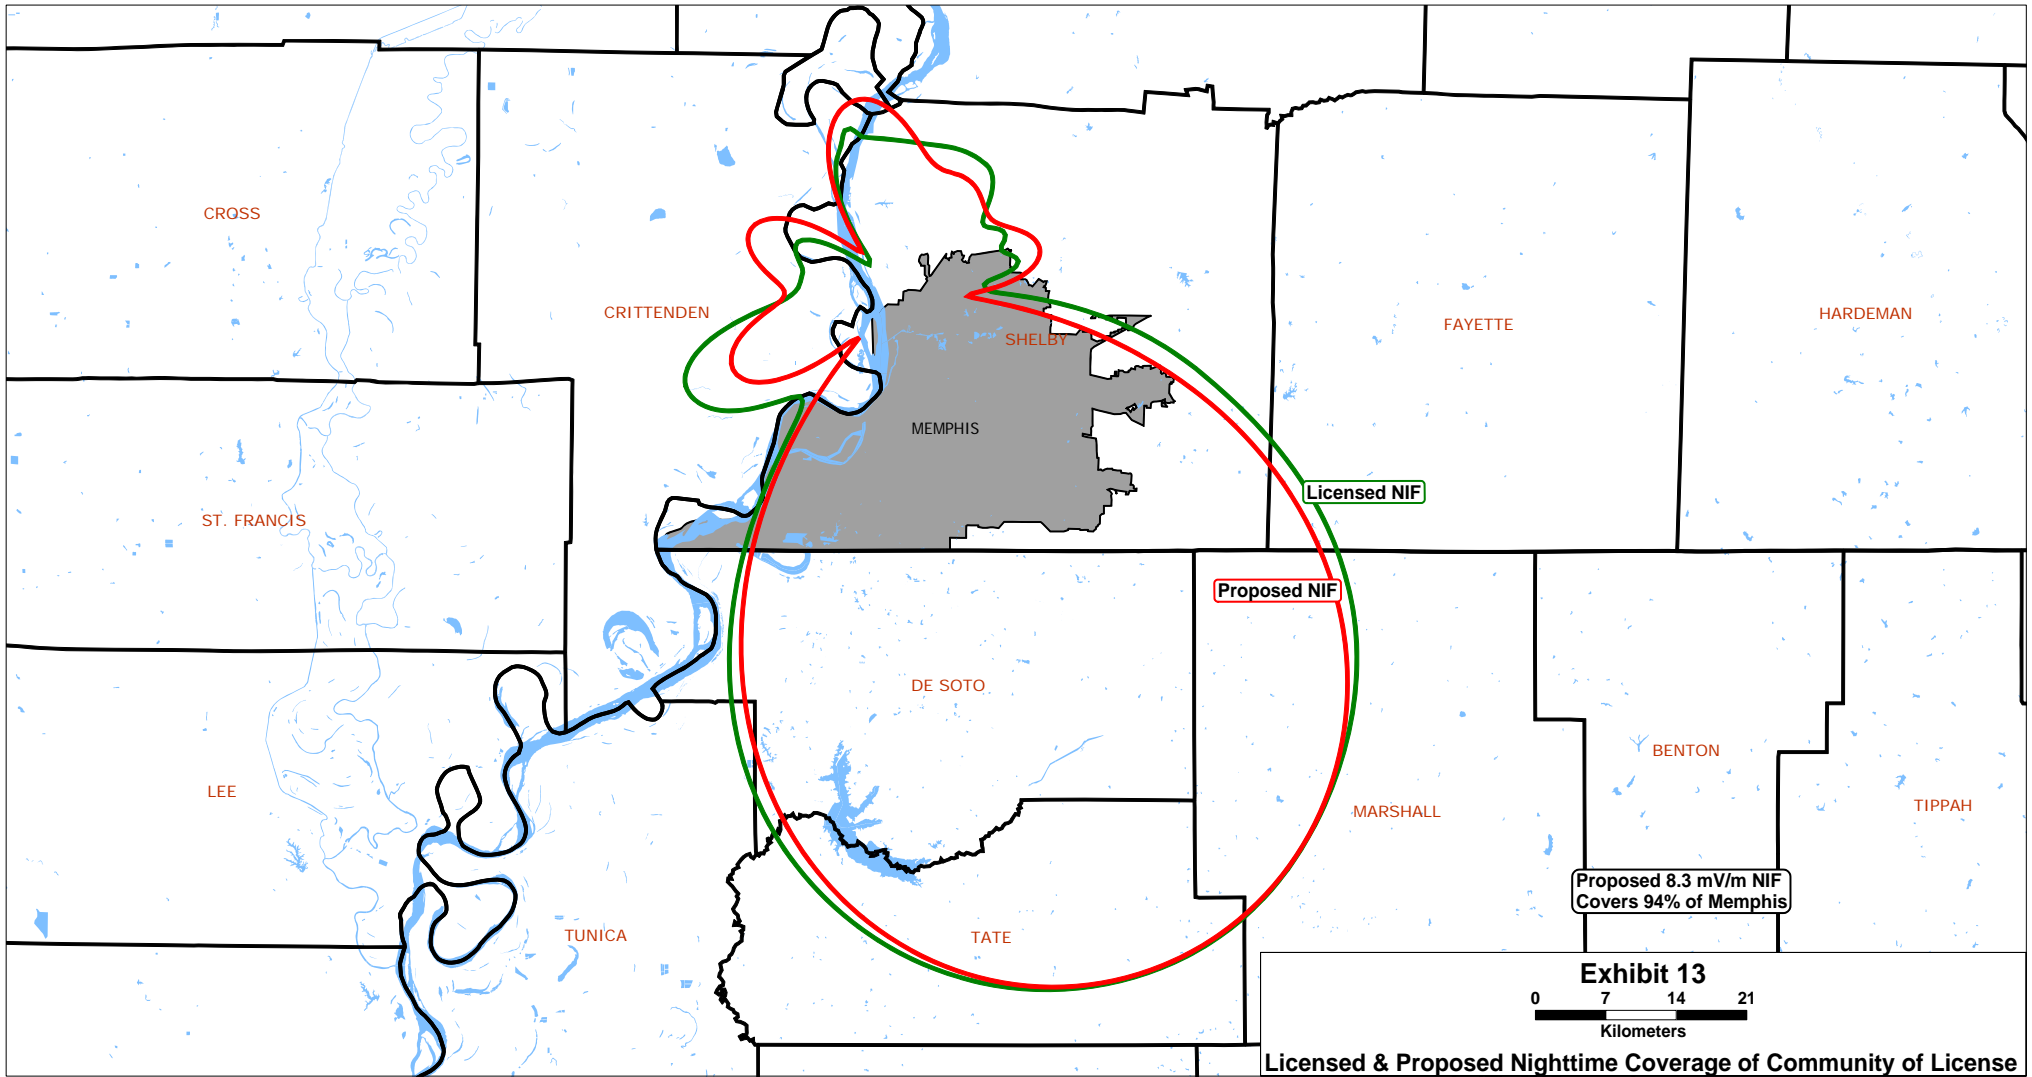 CROSS
CRITTENDEN
SHELBY
FAYETTE
HARDEMAN
MEMPHIS
Licensed NIF
ST. FRANCIS
Proposed NIF
DE SOTO
BENTON
LEE
MARSHALL
TIPPAH
Proposed 8.3 mV/m NIF
Covers 94% of Memphis
TUNICA
TATE
Exhibit 13
0 7 14 21
Kilometers
Licensed & Proposed Nighttime Coverage of Community of License